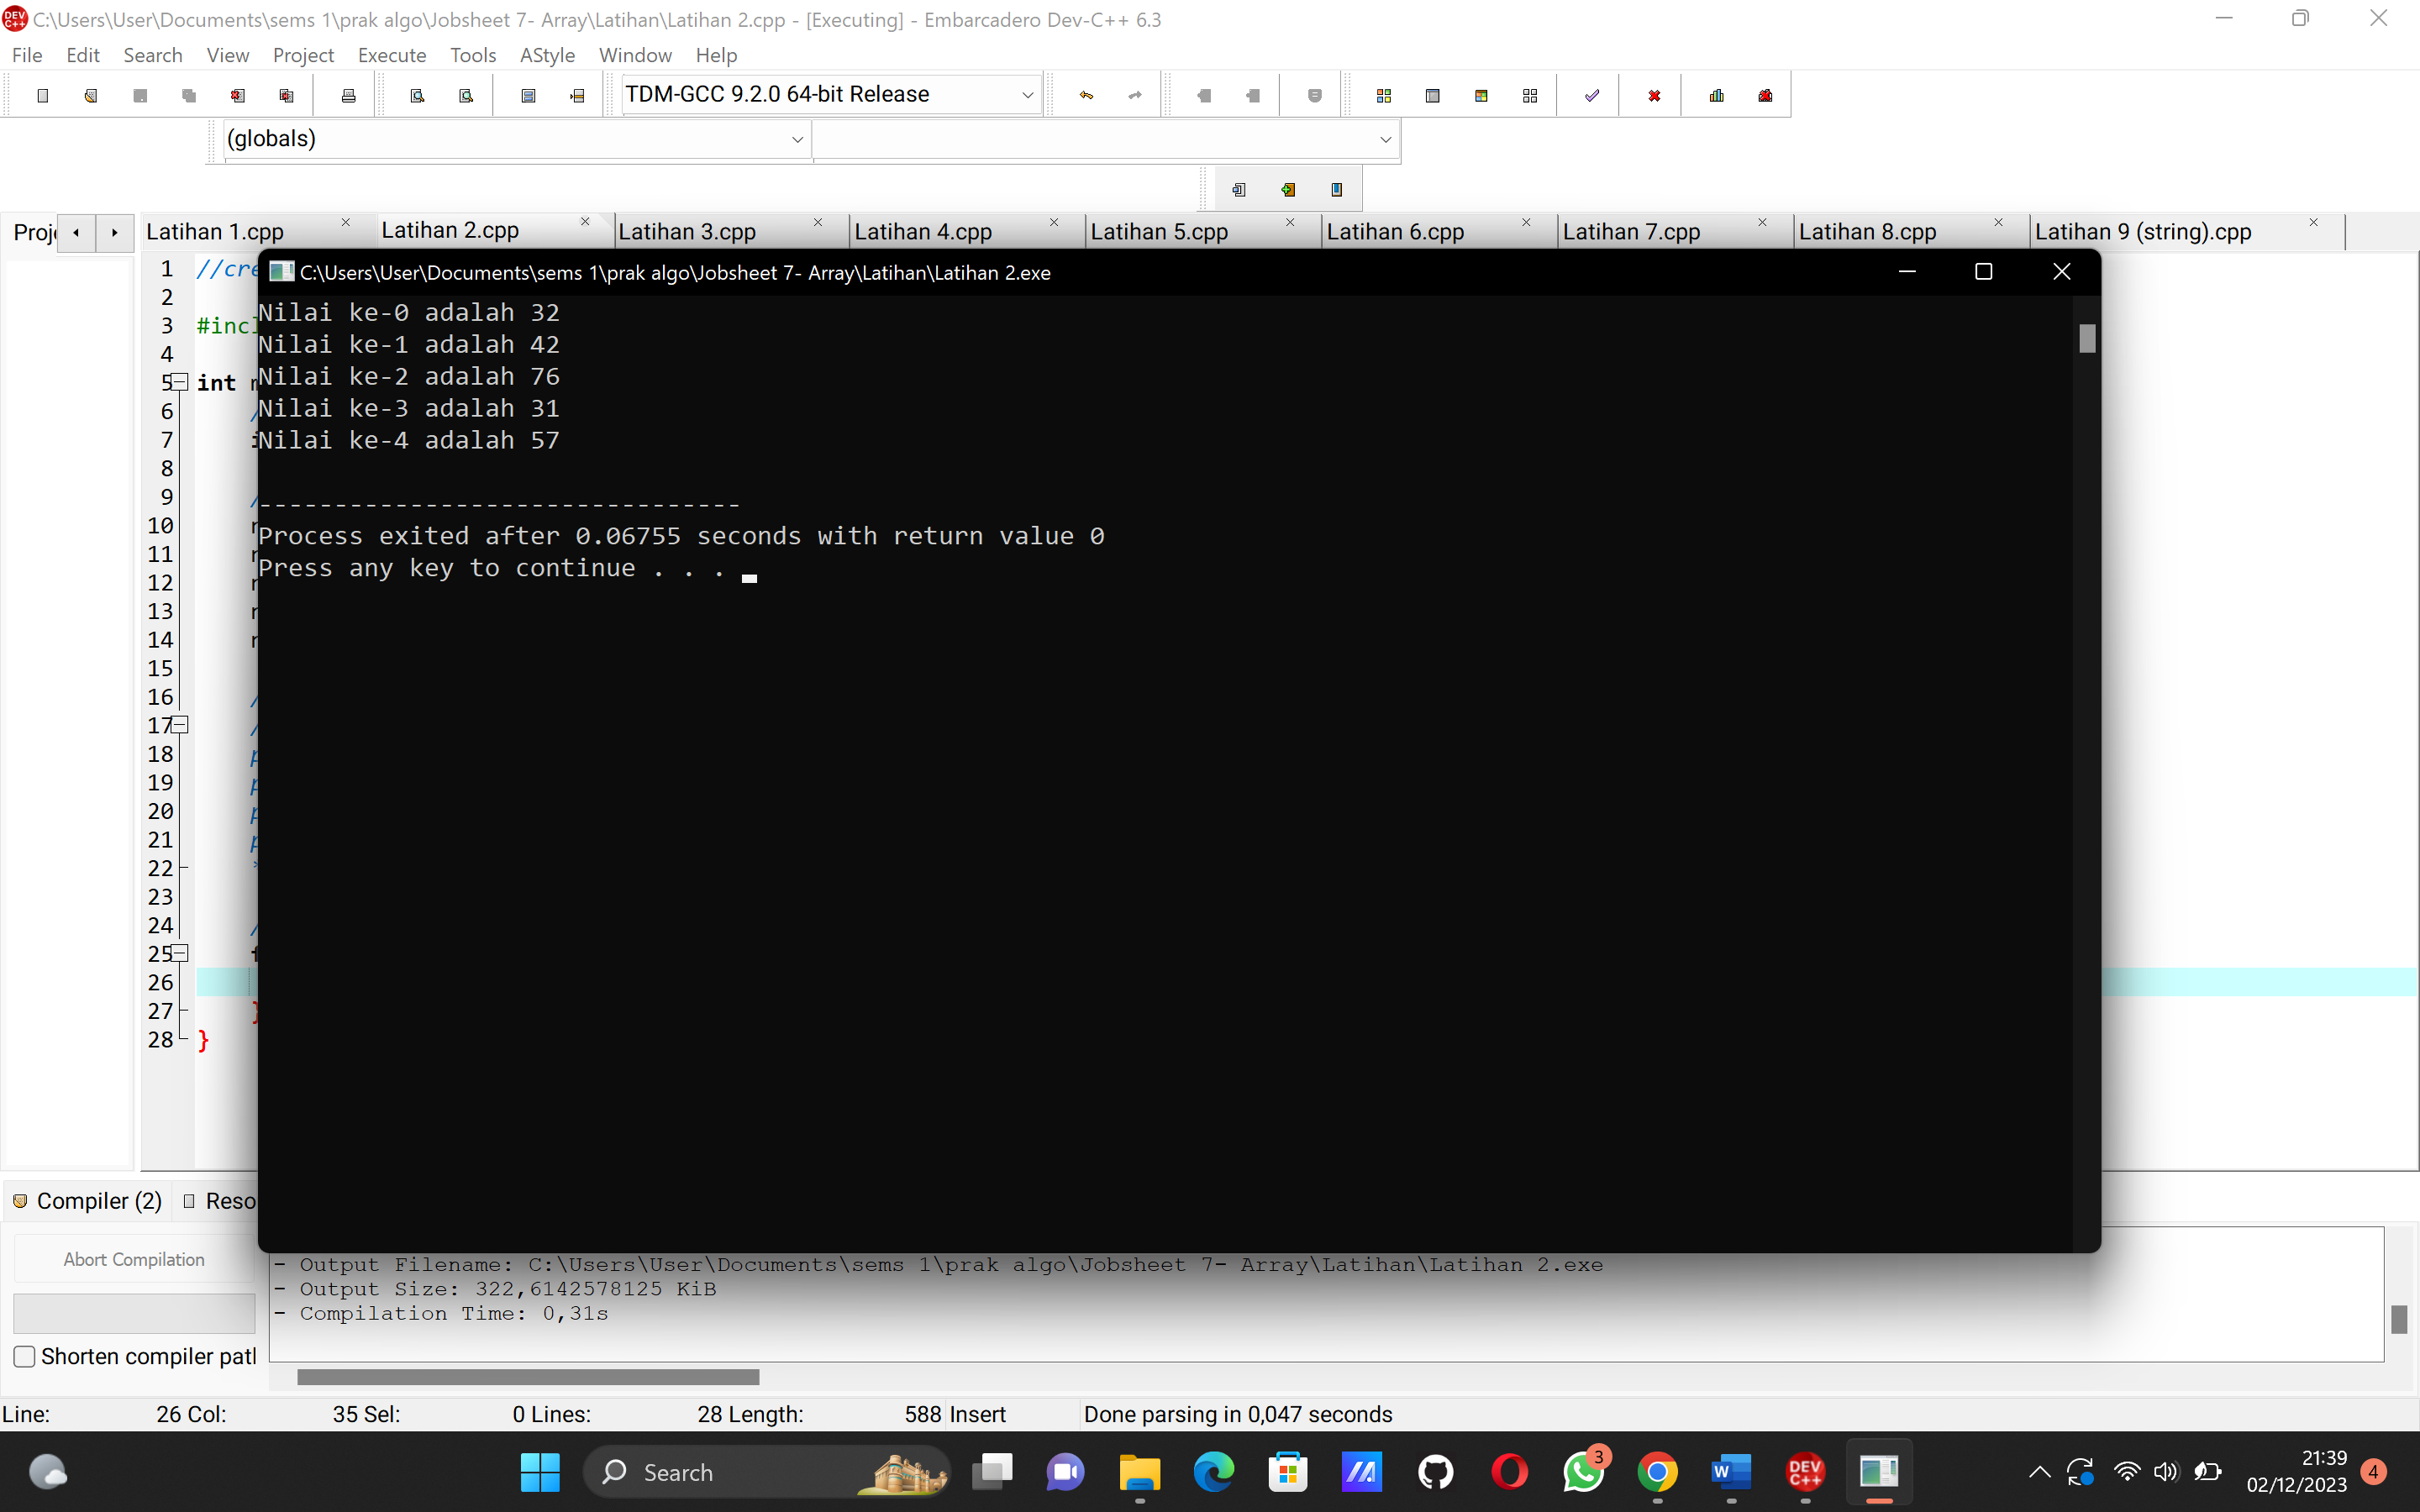 C:\Users\User\Documents\sems 1\prak algo\Jobsheet 7- Array\Latihan\Latihan 2.cpp - [Executing] - Embarcadero Dev-C++ 6.3
File Edit Search View Project Execute Tools AStyle Window Help
TDM-GCC 9.2.0 64-bit Release
(globals)
Latihan 1.cpp Latihan 2.cpp Latihan 3.cpp Latihan 4.cpp Latihan 5.cpp Latihan 6.cpp Latihan 7.cpp Latihan 8.cpp Latihan 9 (string).cpp
C:\Users\User\Documents\sems 1\prak algo\Jobsheet 7- Array\Latihan\Latihan 2.exe
Nilai ke-0 adalah 32
Nilai ke-1 adalah 42
Nilai ke-2 adalah 76
Nilai ke-3 adalah 31
Nilai ke-4 adalah 57
--------------------------------
Process exited after 0.06755 seconds with return value 0
Press any key to continue . . .
1 //cre
2
3 #incl
4
5 int
6
7
8
9
10
11
12
13
14
15
16
17
18
19
20
21
22
23
24
25
26
27 }
28 }
Compiler (2)
Abort Compilation
Shorten compiler
- Output Filename: C:\Users\User\Documents\sems 1\prak algo\Jobsheet 7- Array\Latihan\Latihan 2.exe
- Output Size: 322,6142578125 KiB
- Compilation Time: 0,31s
Line: 26 Col: 35 Sel: 0 Lines: 28 Length: 588 Insert Done parsing in 0,047 seconds
Search
3
DEV C++
21:39
02/12/2023
4